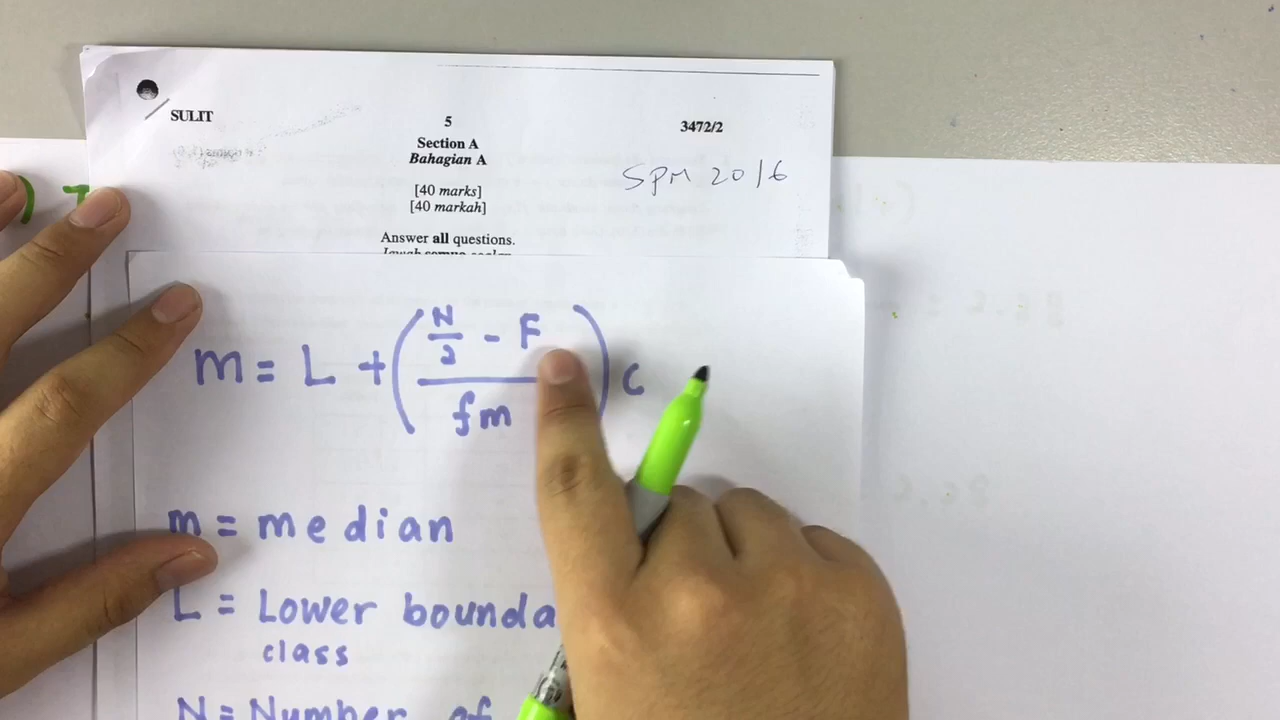 SULIT 5 3472/2
Section A
Bahagian A
SPM 2016
[40 marks]
[40 markah]
Answer all questions.
m = L + ( N/2 - F / fm ) c
m = median
L = Lower bounda
class
N = Number of